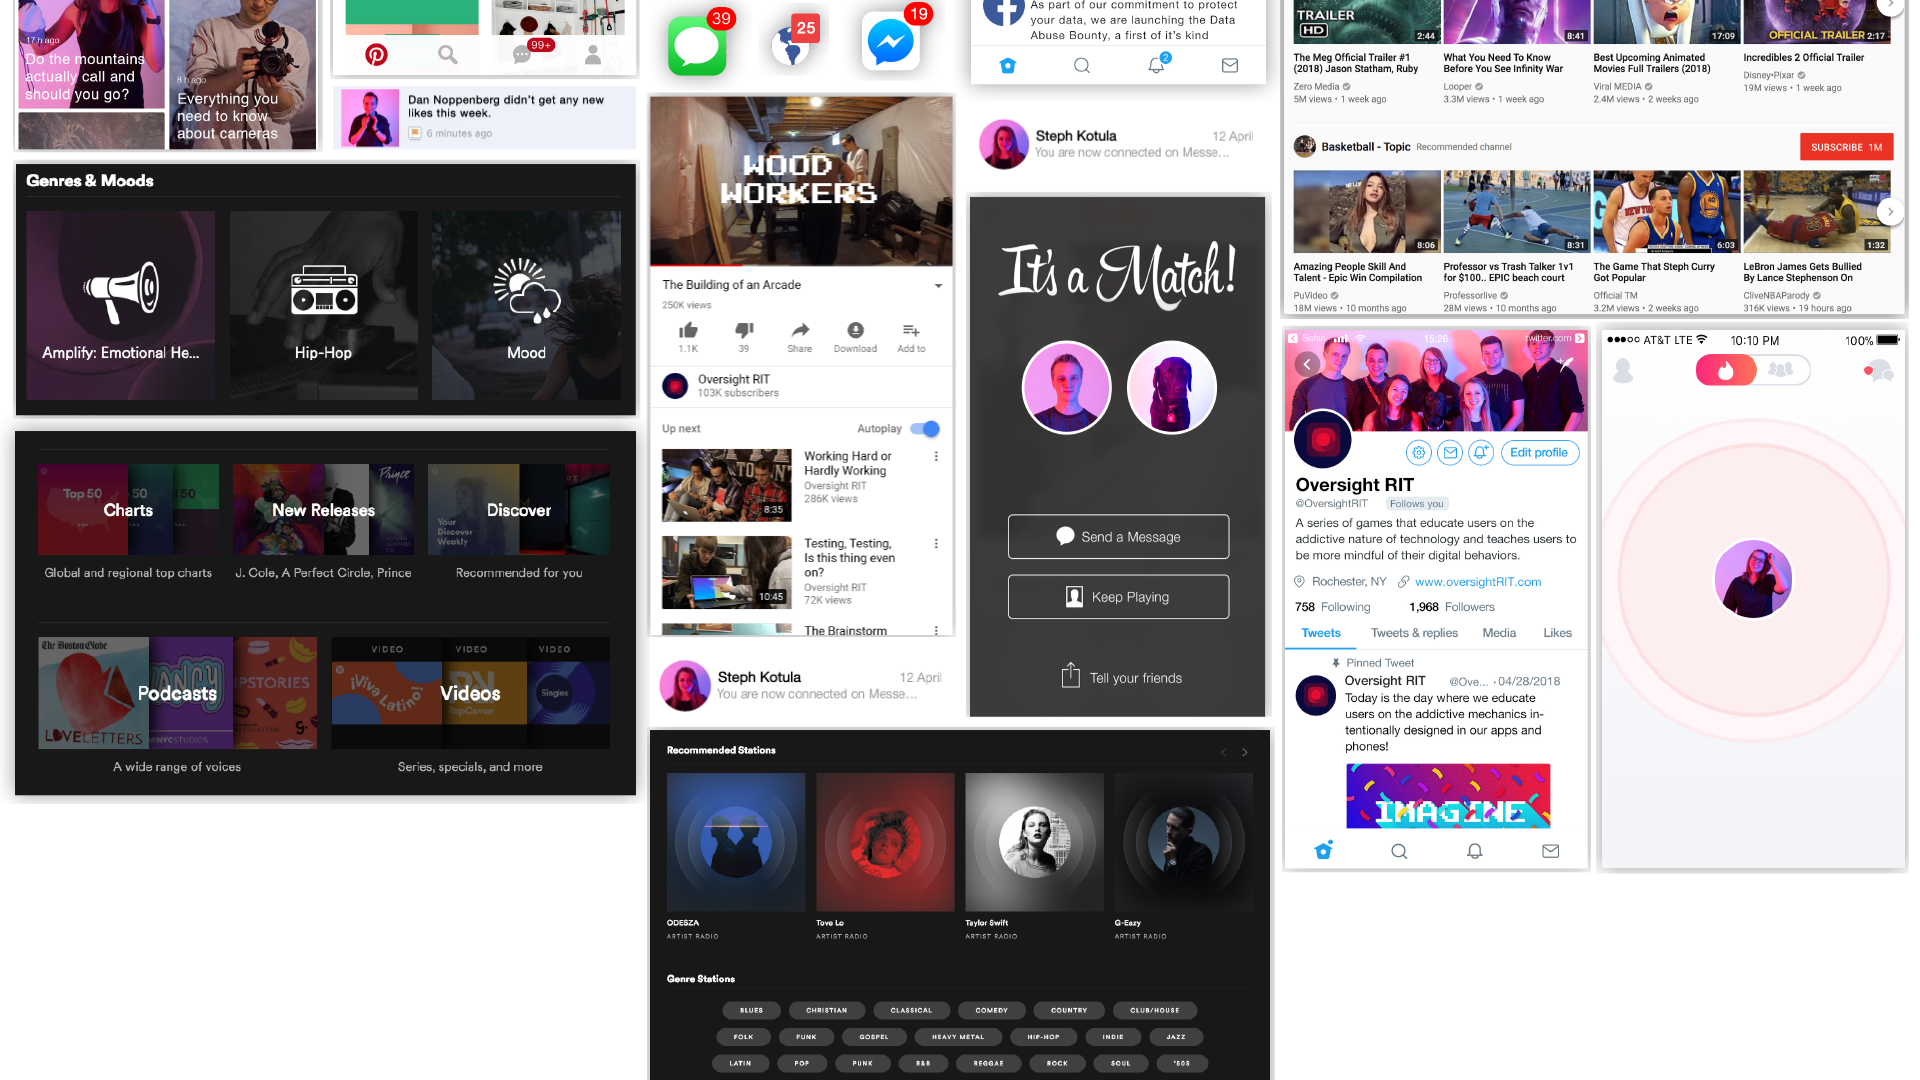 17 h ago
Do the mountains
actually call and
should you go?
8 h ago
Everything you
need to know
about cameras
99+
Dan Noppenberg didn't get any new
likes this week.
6 minutes ago
Genres & Moods
Amplify: Emotional He...
Hip-Hop
Mood
Top 50
50
50
Charts
Global and regional top charts
Prince
New Releases
J. Cole, A Perfect Circle, Prince
Your
Discover
Weekly
Discover
Recommended for you
The Boston Globe
LOVELETTERS
WNYCSTUDIOS
Podcasts
A wide range of voices
VIDEO
VIDEO
VIDEO
¡Viva Latino!
RapCaviar
Singles
Videos
Series, specials, and more
39
25
19
WOOD
WORKERS
The Building of an Arcade
250K views
1.1K
39
Share
Download
Add to
Oversight RIT
103K subscribers
Up next
Autoplay
8:35
Working Hard or
Hardly Working
Oversight RIT
286K views
10:45
Testing, Testing,
Is this thing even
on?
Oversight RIT
72K views
The Brainstorm
Steph Kotula
12 April
You are now connected on Messe...
Recommended Stations
ODESZA
ARTIST RADIO
Tove Lo
ARTIST RADIO
Taylor Swift
ARTIST RADIO
G-Eazy
ARTIST RADIO
Genre Stations
BLUES
CHRISTIAN
CLASSICAL
COMEDY
COUNTRY
CLUB/HOUSE
FOLK
FUNK
GOSPEL
HEAVY METAL
HIP-HOP
INDIE
JAZZ
LATIN
POP
PUNK
R&B
REGGAE
ROCK
SOUL
'50S
As part of our commitment to protect
your data, we are launching the Data
Abuse Bounty, a first of it's kind
2
Steph Kotula
12 April
You are now connected on Messe...
It's a Match!
Send a Message
Keep Playing
Tell your friends
TRAILER
HD
2:44
8:41
17:09
OFFICIAL TRAILER 2:17
The Meg Official Trailer #1
(2018) Jason Statham, Ruby
Zero Media
5M views • 1 week ago
What You Need To Know
Before You See Infinity War
Looper
3.3M views • 1 week ago
Best Upcoming Animated
Movies Full Trailers (2018)
Viral MEDIA
2.4M views • 2 weeks ago
Incredibles 2 Official Trailer
Disney•Pixar
19M views • 1 week ago
Basketball - Topic
Recommended channel
SUBSCRIBE 1M
8:06
8:31
6:03
1:32
Amazing People Skill And
Talent - Epic Win Compilation
PuVideo
18M views • 10 months ago
Professor vs Trash Talker 1v1
for $100.. EPIC beach court
Professorlive
28M views • 10 months ago
The Game That Steph Curry
Got Popular
Official TM
3.2M views • 2 weeks ago
LeBron James Gets Bullied
By Lance Stephenson On
CliveNBAParody
316K views • 19 hours ago
Safari
15:26
twitter.com
Edit profile
Oversight RIT
@OversightRIT
Follows you
A series of games that educate users on the
addictive nature of technology and teaches users to
be more mindful of their digital behaviors.
Rochester, NY
www.oversightRIT.com
758 Following
1,968 Followers
Tweets
Tweets & replies
Media
Likes
Pinned Tweet
Oversight RIT
@Ove... • 04/28/2018
Today is the day where we educate
users on the addictive mechanics in-
tentionally designed in our apps and
phones!
IMAGINE
AT&T LTE
10:10 PM
100%